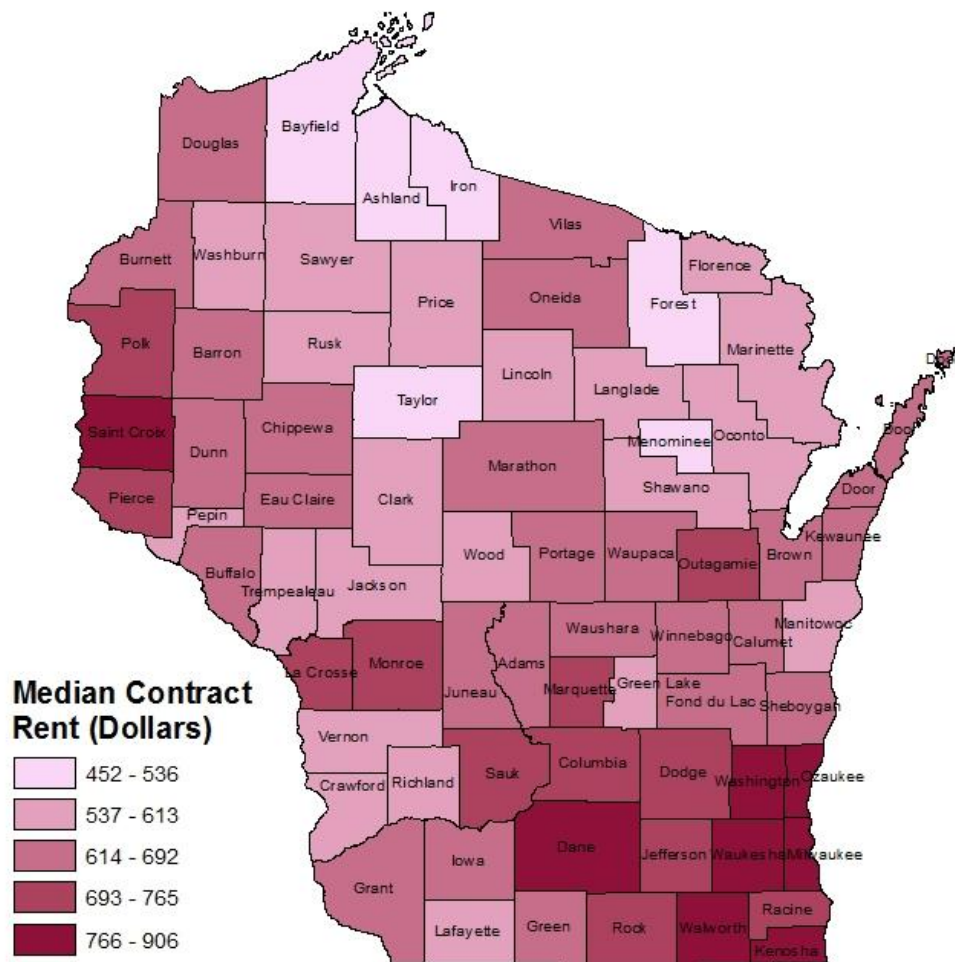 Bayfield
Douglas
Iron
Ashland
Vilas
Washburn
Burnett
Sawyer
Florence
Price
Oneida
Forest
Polk
Rusk
Marinette
Barron
Lincoln
Langlade
Taylor
Chippewa
Saint Croix
Menominee
Oconto
Dunn
Marathon
Door
Shawano
Pierce
Eau Claire
Clark
Door
Pepin
Kewaunee
Wood
Portage
Waupaca
Brown
Outagamie
Buffalo
Trempealeau
Jackson
Manitowoc
Waushara
Winnebago
Calumet
La Crosse
Monroe
Adams
Green Lake
Marquette
Juneau
Fond du Lac
Sheboygan
Median Contract
Rent (Dollars)
Vernon
Columbia
Sauk
Dodge
Washington
Ozaukee
452 - 536
Crawford
Richland
537 - 613
614 - 692
Iowa
Dane
Jefferson
Waukesha
Milwaukee
Grant
693 - 765
Racine
Lafayette
Green
Rock
Walworth
766 - 906
Kenosha